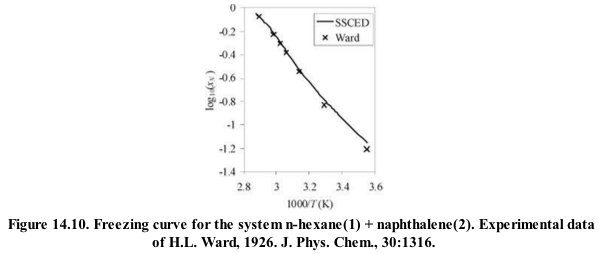 0
-0.2
-0.4
-0.6
-0.8
-1
-1.2
-1.4
log10(xN)
SSCED
Ward
2.8 3 3.2 3.4 3.6
1000/T(K)
Figure 14.10. Freezing curve for the system n-hexane(1) + naphthalene(2). Experimental data
of H.L. Ward, 1926. J. Phys. Chem., 30:1316.